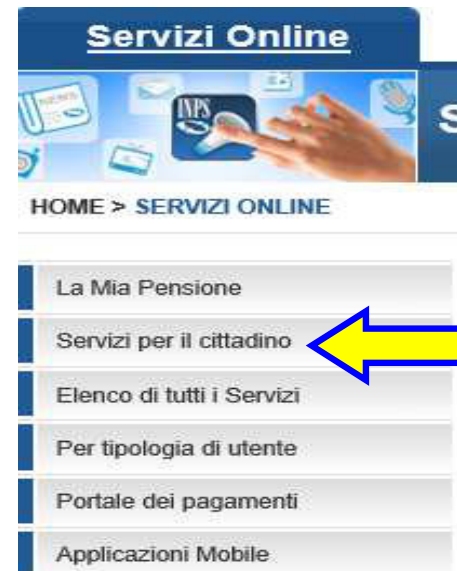 Servizi Online
NEWS
INPS
S
HOME > SERVIZI ONLINE
La Mia Pensione
Servizi per il cittadino
Elenco di tutti i Servizi
Per tipologia di utente
Portale dei pagamenti
Applicazioni Mobile